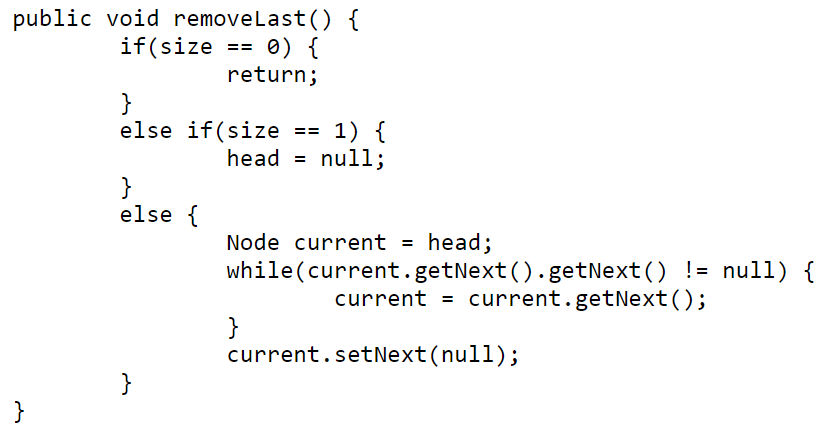 public void removeLast() {
        if(size == 0) {
                return;
        }
        else if(size == 1) {
                head = null;
        }
        else {
                Node current = head;
                while(current.getNext().getNext() != null) {
                        current = current.getNext();
                }
                current.setNext(null);
        }
}